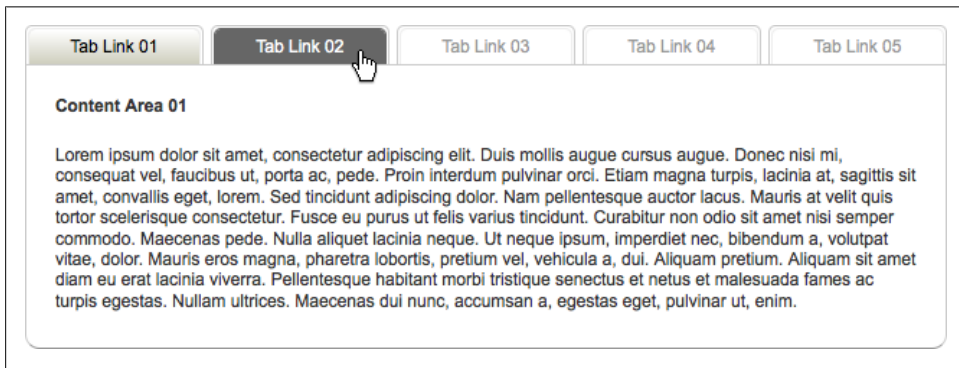 Tab Link 01 Tab Link 02 Tab Link 03 Tab Link 04 Tab Link 05
Content Area 01
Lorem ipsum dolor sit amet, consectetur adipiscing elit. Duis mollis augue cursus augue. Donec nisi mi,
consequat vel, faucibus ut, porta ac, pede. Proin interdum pulvinar orci. Etiam magna turpis, lacinia at, sagittis sit
amet, convallis eget, lorem. Sed tincidunt adipiscing dolor. Nam pellentesque auctor lacus. Mauris at velit quis
tortor scelerisque consectetur. Fusce eu purus ut felis varius tincidunt. Curabitur non odio sit amet nisi semper
commodo. Maecenas pede. Nulla aliquet lacinia neque. Ut neque ipsum, imperdiet nec, bibendum a, volutpat
vitae, dolor. Mauris eros magna, pharetra lobortis, pretium vel, vehicula a, dui. Aliquam pretium. Aliquam sit amet
diam eu erat lacinia viverra. Pellentesque habitant morbi tristique senectus et netus et malesuada fames ac
turpis egestas. Nullam ultrices. Maecenas dui nunc, accumsan a, egestas eget, pulvinar ut, enim.